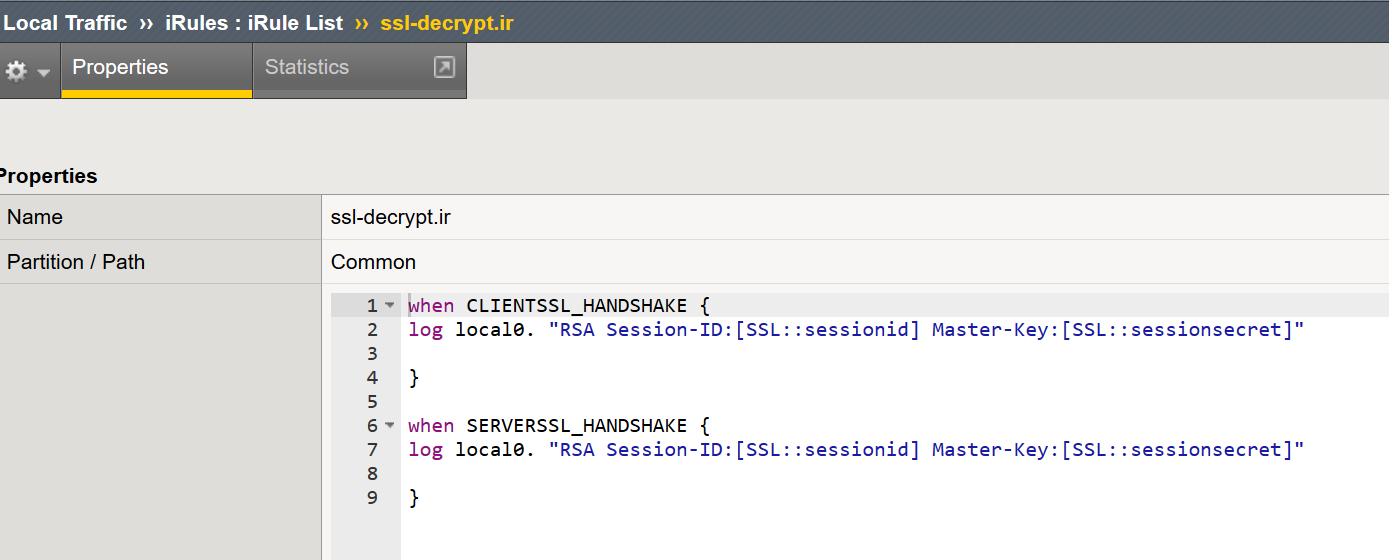 Local Traffic ›› iRules : iRule List ›› ssl-decrypt.ir
Properties Statistics
Properties
Name ssl-decrypt.ir
Partition / Path Common
1 when CLIENTSSL_HANDSHAKE {
2 log local0. "RSA Session-ID:[SSL::sessionid] Master-Key:[SSL::sessionsecret]"
3
4 }
5
6 when SERVERSSL_HANDSHAKE {
7 log local0. "RSA Session-ID:[SSL::sessionid] Master-Key:[SSL::sessionsecret]"
8
9 }